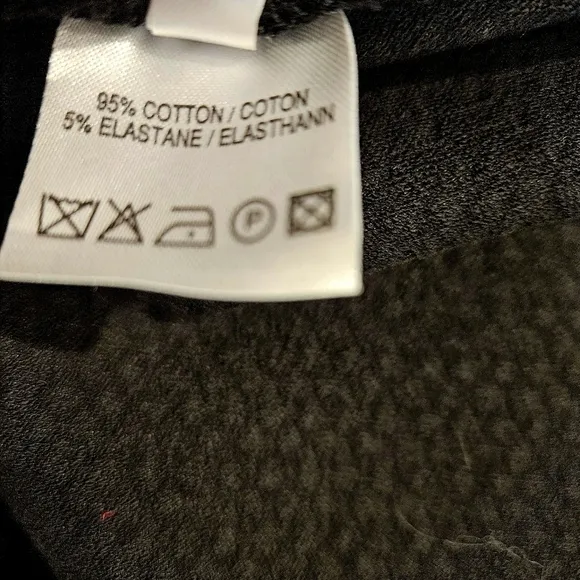 95% COTTON / COTON
5% ELASTANE / ELASTHANN
P